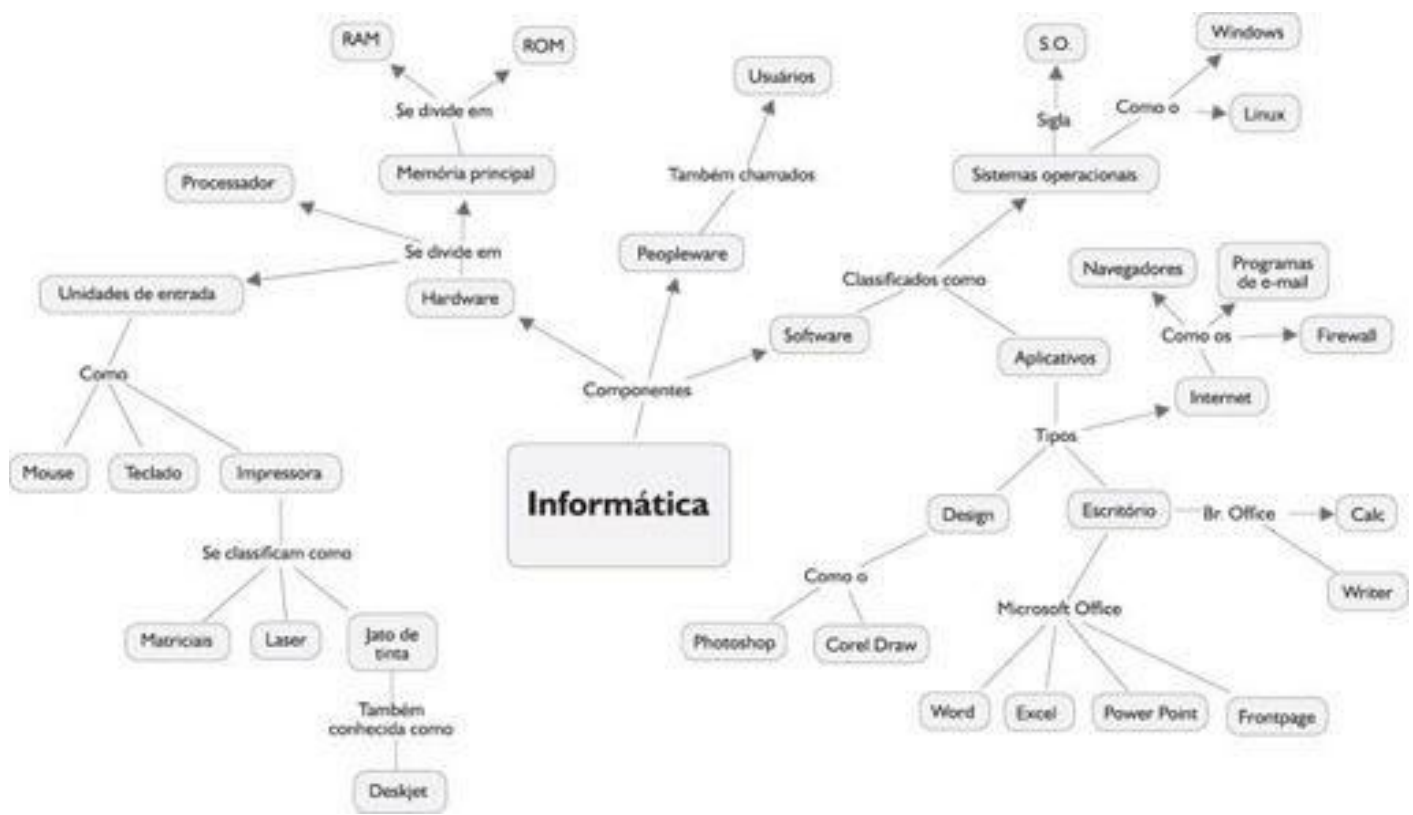 RAM
ROM
Se divide em
Memória principal
Processador
Se divide em
Unidades de entrada
Hardware
Como
Mouse
Teclado
Impressora
Se classificam como
Matriciais
Laser
Jato de
tinta
Também
conhecida como
Deskjet
Usuários
Também chamados
Peopleware
Componentes
Informática
Software
Classificados como
S.O.
Sigla
Windows
Como o
Linux
Sistemas operacionais
Aplicativos
Navegadores
Programas
de e-mail
Como os
Firewall
Internet
Tipos
Design
Como o
Photoshop
Corel Draw
Escritório
Br. Office
Calc
Writer
Microsoft Office
Word
Excel
Power Point
Frontpage